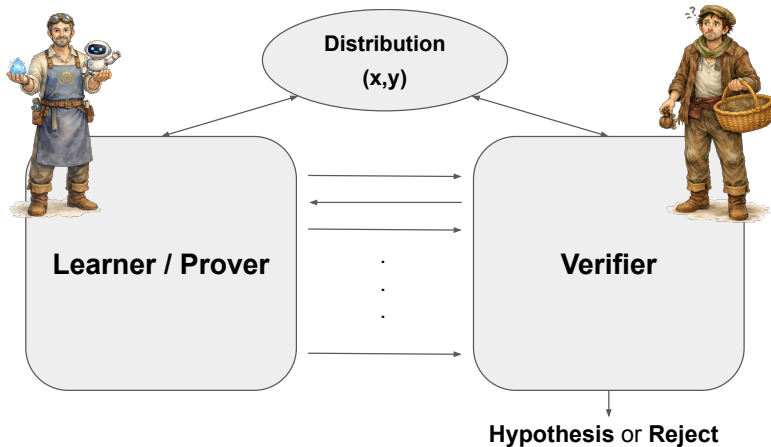 Distribution
(x,y)
???
Learner / Prover
Verifier
.
.
.
Hypothesis or Reject